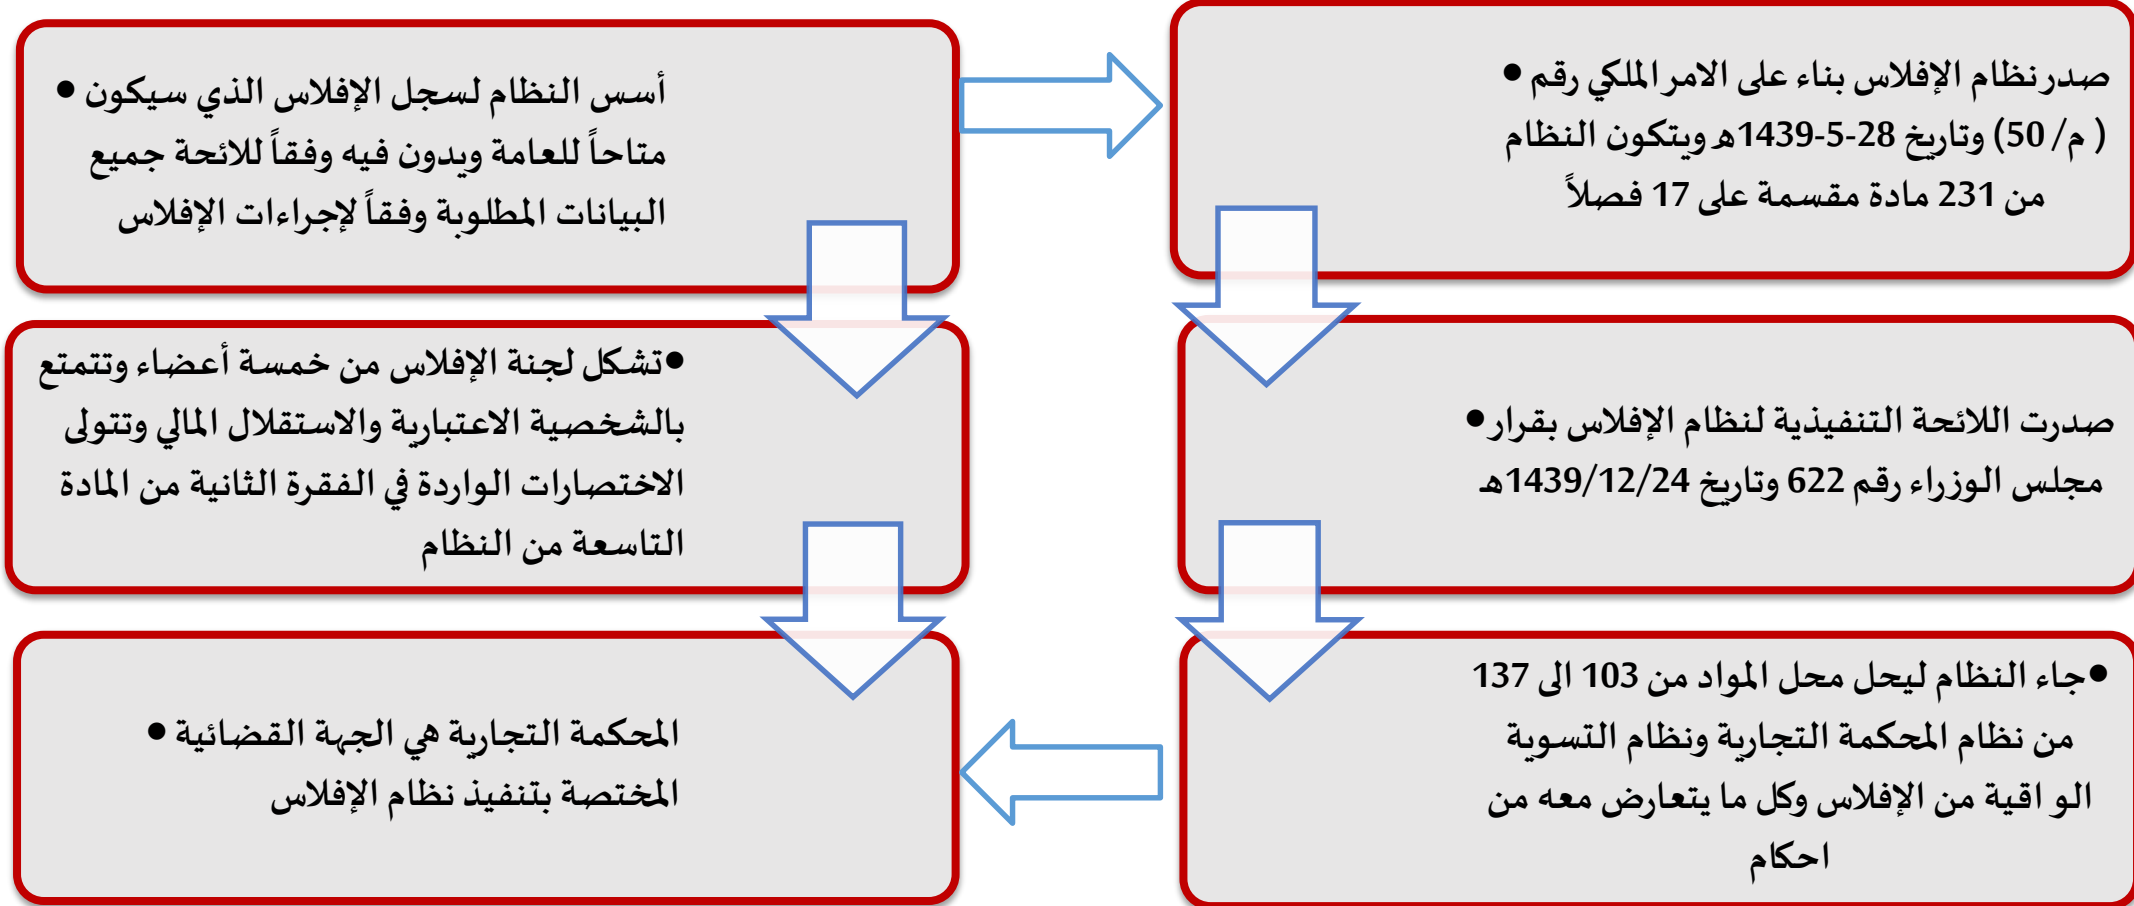 صدر نظام الإفلاس بناء على الامر الملكي رقم •
( م/ 50) وتاريخ 28-5-1439ه ويتكون النظام
من 231 مادة مقسمة على 17 فصلاً
صدرت اللائحة التنفيذية لنظام الإفلاس بقرار •
مجلس الوزراء رقم 622 وتاريخ 1439/12/24هـ
•جاء النظام ليحل محل المواد من 103 الى 137
من نظام المحكمة التجارية ونظام التسوية
الو اقية من الإفلاس وكل ما يتعارض معه من
احكام
أسس النظام لسجل الإفلاس الذي سيكون •
متاحاً للعامة ويدون فيه وفقاً للائحة جميع
البيانات المطلوبة وفقاً لإجراءات الإفلاس
•تشكل لجنة الإفلاس من خمسة أعضاء وتتمتع
بالشخصية الاعتبارية والاستقلال المالي وتتولى
الاختصارات الواردة في الفقرة الثانية من المادة
التاسعة من النظام
المحكمة التجارية هي الجهة القضائية •
المختصة بتنفيذ نظام الإفلاس